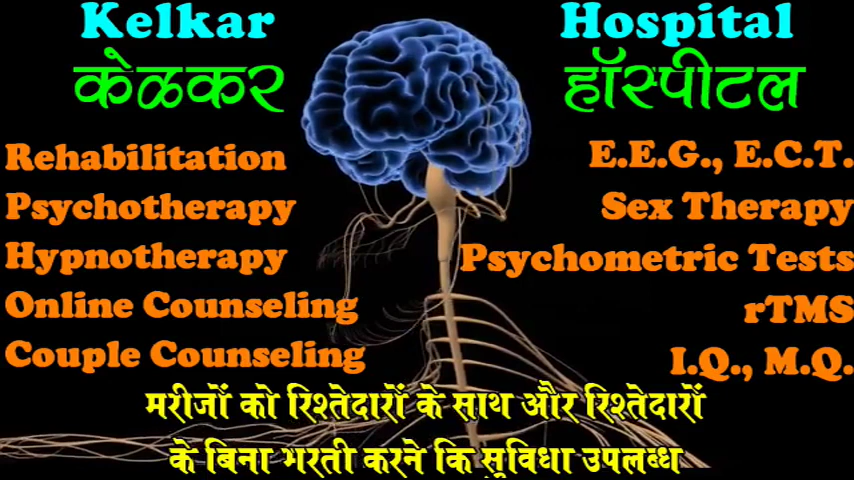 Kelkar Hospital
केळकर हॉस्पीटल
Rehabilitation
Psychotherapy
Hypnotherapy
Online Counseling
Couple Counseling
E.E.G., E.C.T.
Sex Therapy
Psychometric Tests
rTMS
I.Q., M.Q.
मरीजों को रिश्तेदारों के साथ और रिश्तेदारों
के बिना भरती करने कि सुविधा उपलब्ध